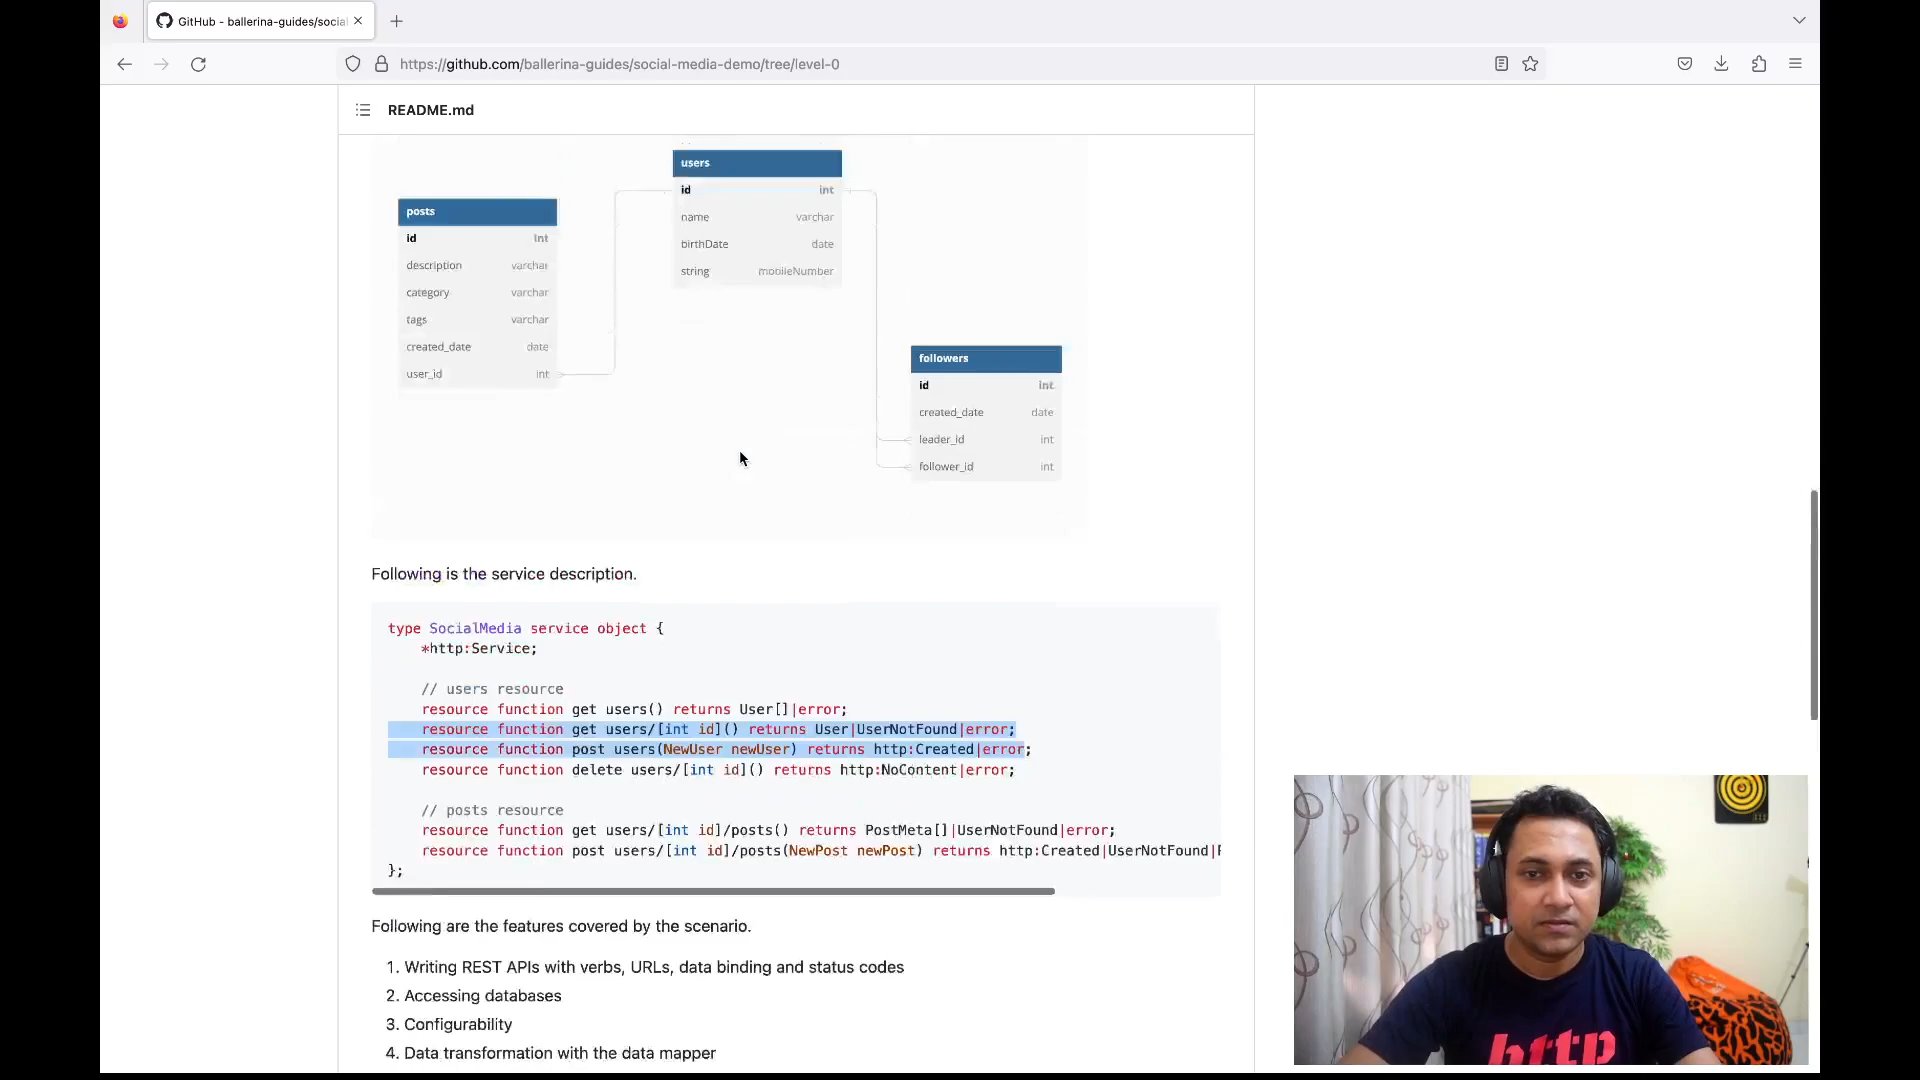 GitHub - ballerina-guides/social
https://github.com/ballerina-guides/social-media-demo/tree/level-0
README.md
users
id int
name varchar
birthDate date
string mobileNumber
posts
id int
description varchar
category varchar
tags varchar
created_date date
user_id int
followers
id int
created_date date
leader_id int
follower_id int
Following is the service description.
type SocialMedia service object {
*http:Service;
// users resource
resource function get users() returns User[]|error;
resource function get users/[int id]() returns User|UserNotFound|error;
resource function post users(NewUser newUser) returns http:Created|error;
resource function delete users/[int id]() returns http:NoContent|error;
// posts resource
resource function get users/[int id]/posts() returns PostMeta[]|UserNotFound|error;
resource function post users/[int id]/posts(NewPost newPost) returns http:Created|UserNotFound|
};
Following are the features covered by the scenario.
1. Writing REST APIs with verbs, URLs, data binding and status codes
2. Accessing databases
3. Configurability
4. Data transformation with the data mapper
http